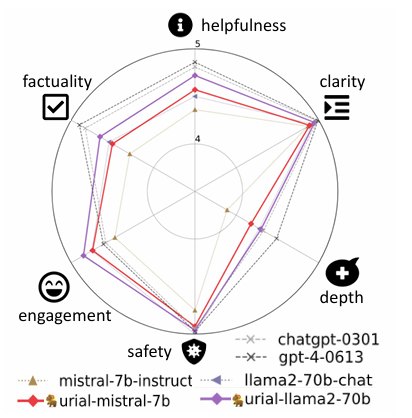 helpfulness
5
factuality
clarity
4
engagement
depth
safety
chatgpt-0301
gpt-4-0613
mistral-7b-instruct
llama2-70b-chat
urial-mistral-7b
urial-llama2-70b